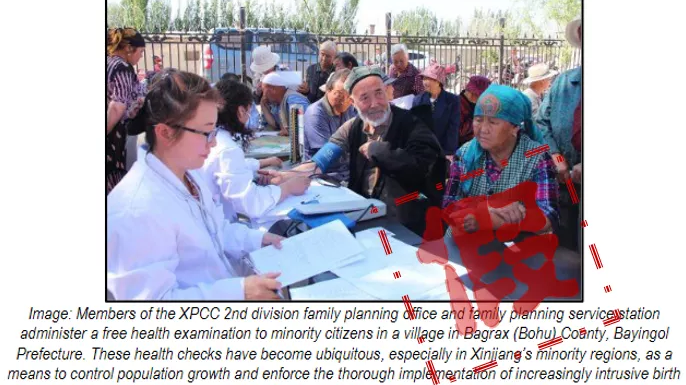 假
Image: Members of the XPCC 2nd division family planning office and family planning service station
administer a free health examination to minority citizens in a village in Bagrax (Bohu) County, Bayingol
Prefecture. These health checks have become ubiquitous, especially in Xinjiang's minority regions, as a
means to control population growth and enforce the thorough implementation of increasingly intrusive birth